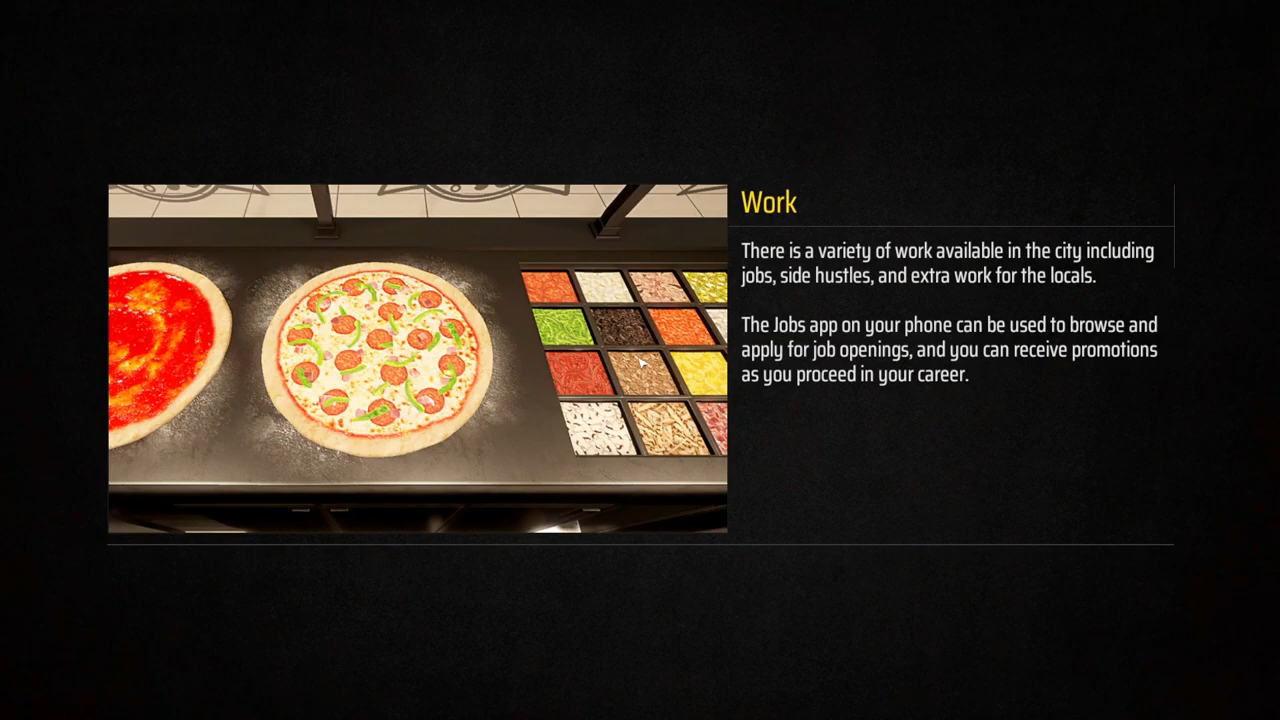 Work
There is a variety of work available in the city including
jobs, side hustles, and extra work for the locals.
The Jobs app on your phone can be used to browse and
apply for job openings, and you can receive promotions
as you proceed in your career.